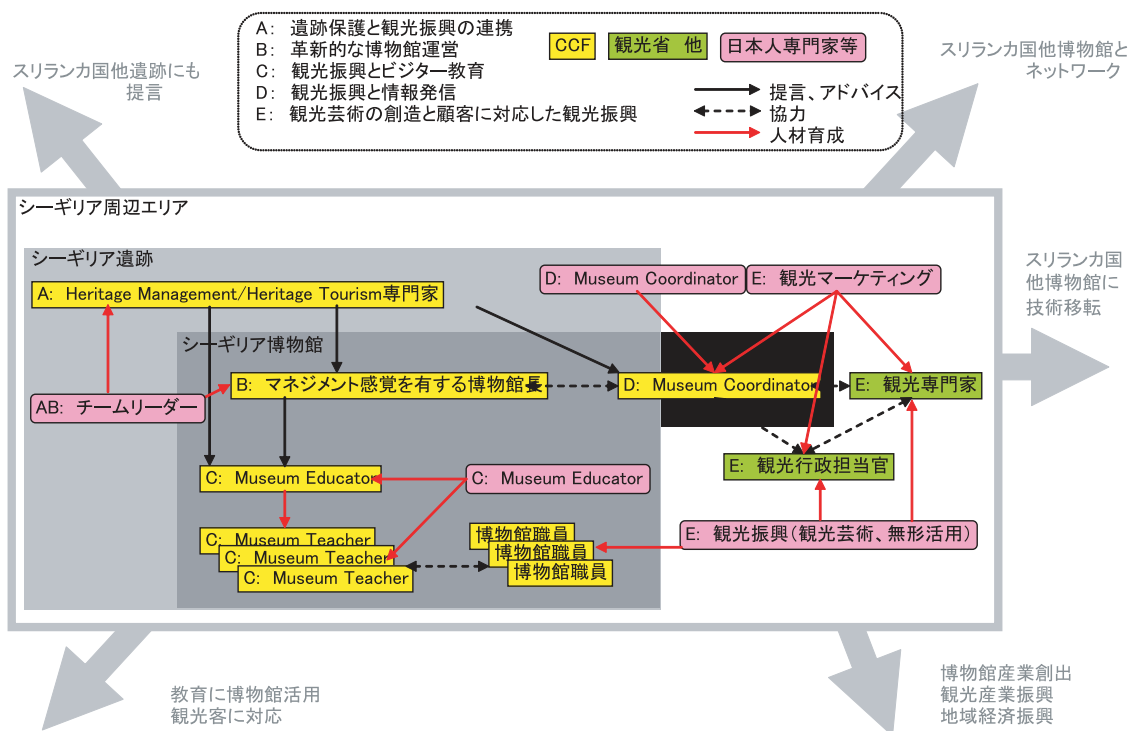 A: 遺跡保護と観光振興の連携
B: 革新的な博物館運営
C: 観光振興とビジター教育
D: 観光振興と情報発信
E: 観光芸術の創造と顧客に対応した観光振興
CCF
観光省 他
日本人専門家等
提言、アドバイス
協力
人材育成
スリランカ国他遺跡にも
提言
スリランカ国他博物館と
ネットワーク
シーギリア周辺エリア
シーギリア遺跡
A: Heritage Management/Heritage Tourism専門家
D: Museum Coordinator
E: 観光マーケティング
スリランカ国
他博物館に
技術移転
シーギリア博物館
B: マネジメント感覚を有する博物館長
D: Museum Coordinator
E: 観光専門家
AB: チームリーダー
E: 観光行政担当官
C: Museum Educator
C: Museum Educator
C: Museum Teacher
C: Museum Teacher
C: Museum Teacher
博物館職員
博物館職員
博物館職員
E: 観光振興(観光芸術、無形活用)
教育に博物館活用
観光客に対応
博物館産業創出
観光産業振興
地域経済振興